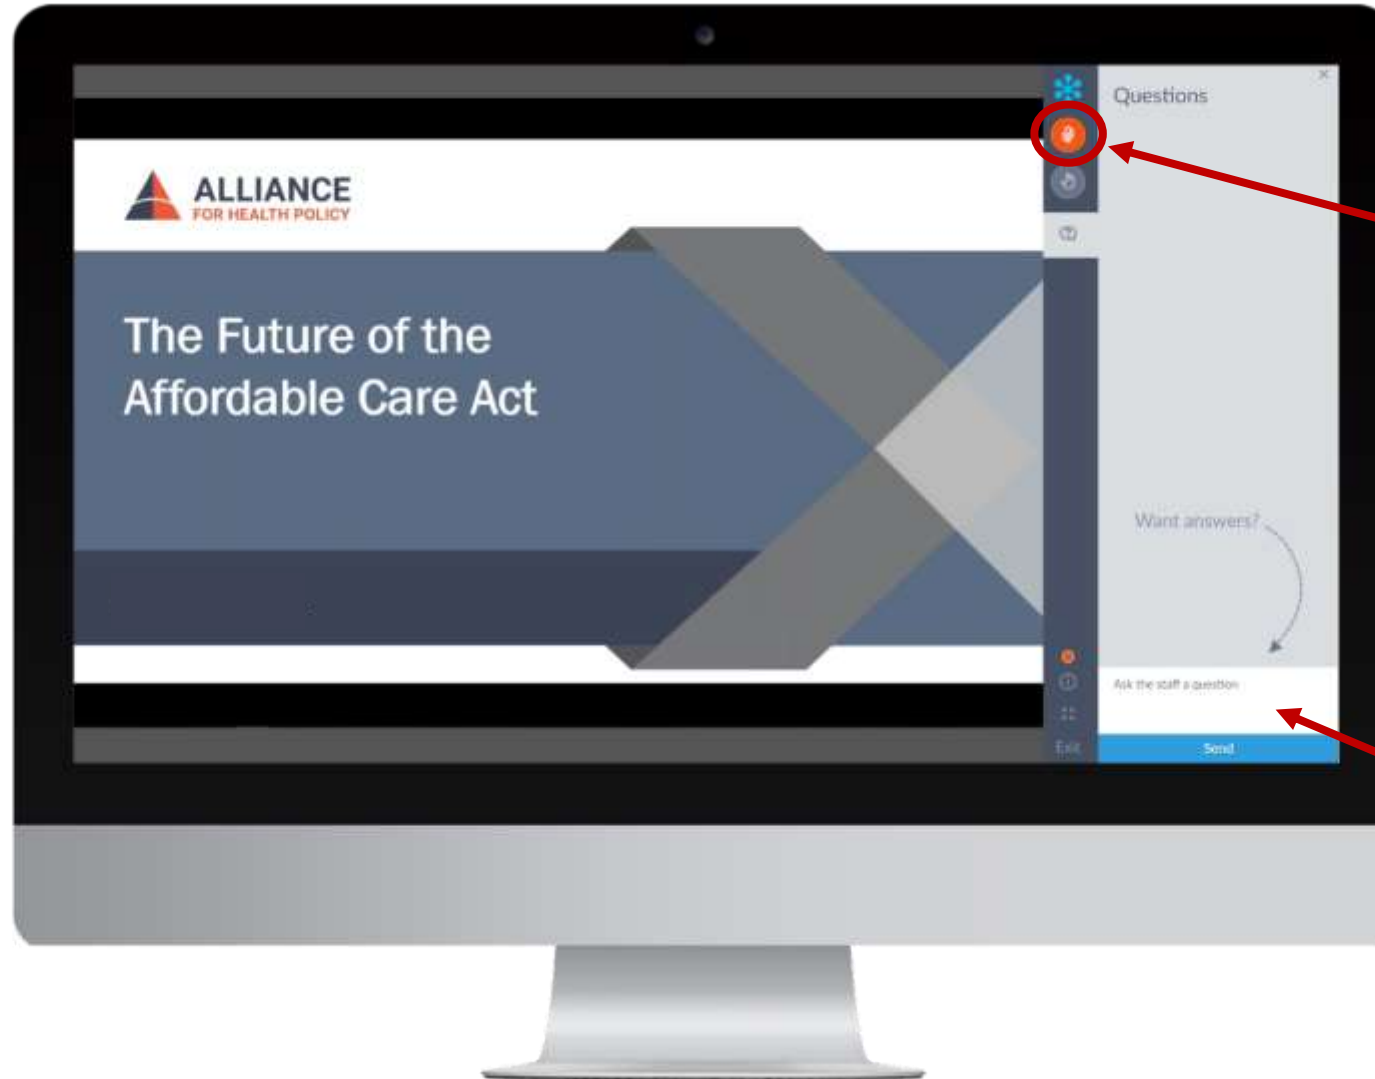 ALLIANCE
FOR HEALTH POLICY
The Future of the
Affordable Care Act
Questions
Want answers?
Ask the staff a question
Send
Exit